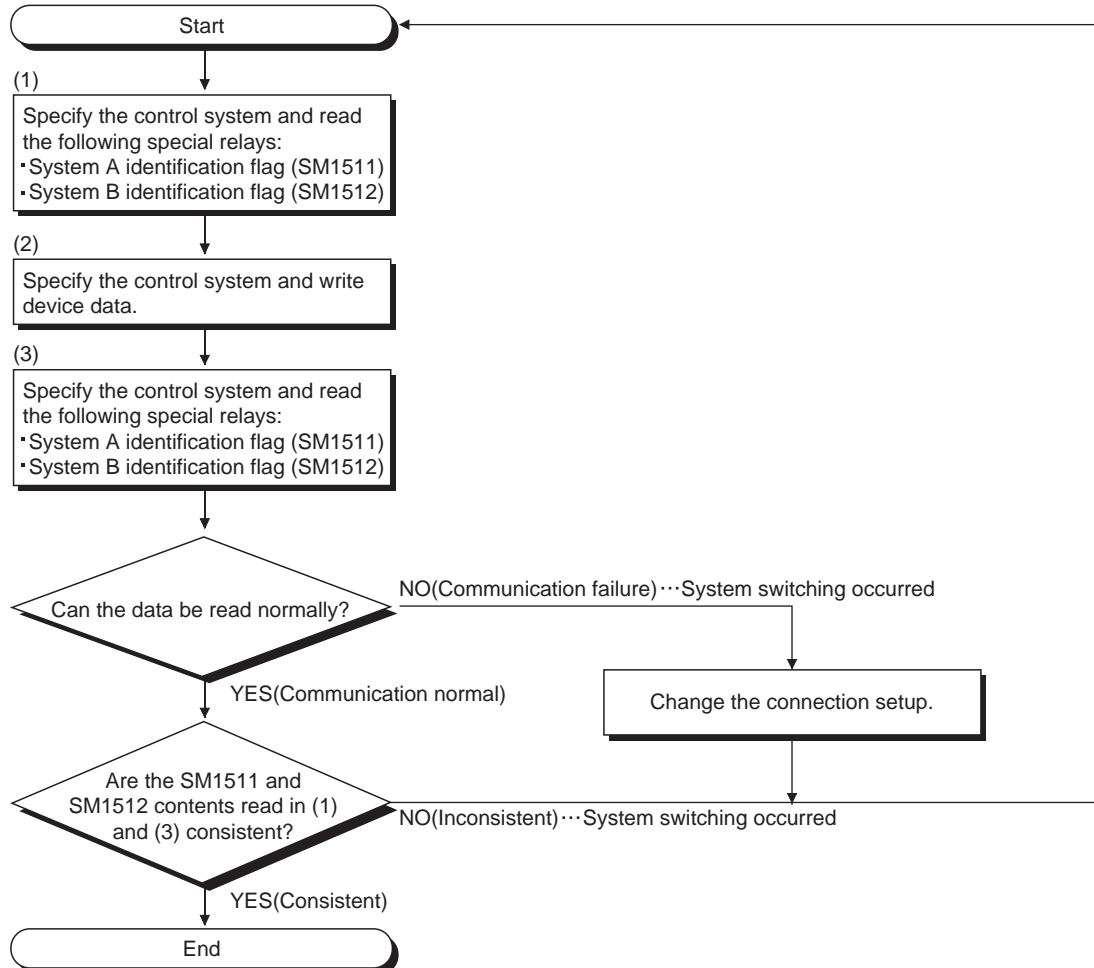 Start
(1)
Specify the control system and read
the following special relays:
▪System A identification flag (SM1511)
▪System B identification flag (SM1512)
(2)
Specify the control system and write
device data.
(3)
Specify the control system and read
the following special relays:
▪System A identification flag (SM1511)
▪System B identification flag (SM1512)
Can the data be read normally?
NO(Communication failure)⋯System switching occurred
YES(Communication normal)
Change the connection setup.
Are the SM1511 and
SM1512 contents read in (1)
and (3) consistent?
NO(Inconsistent)⋯System switching occurred
YES(Consistent)
End